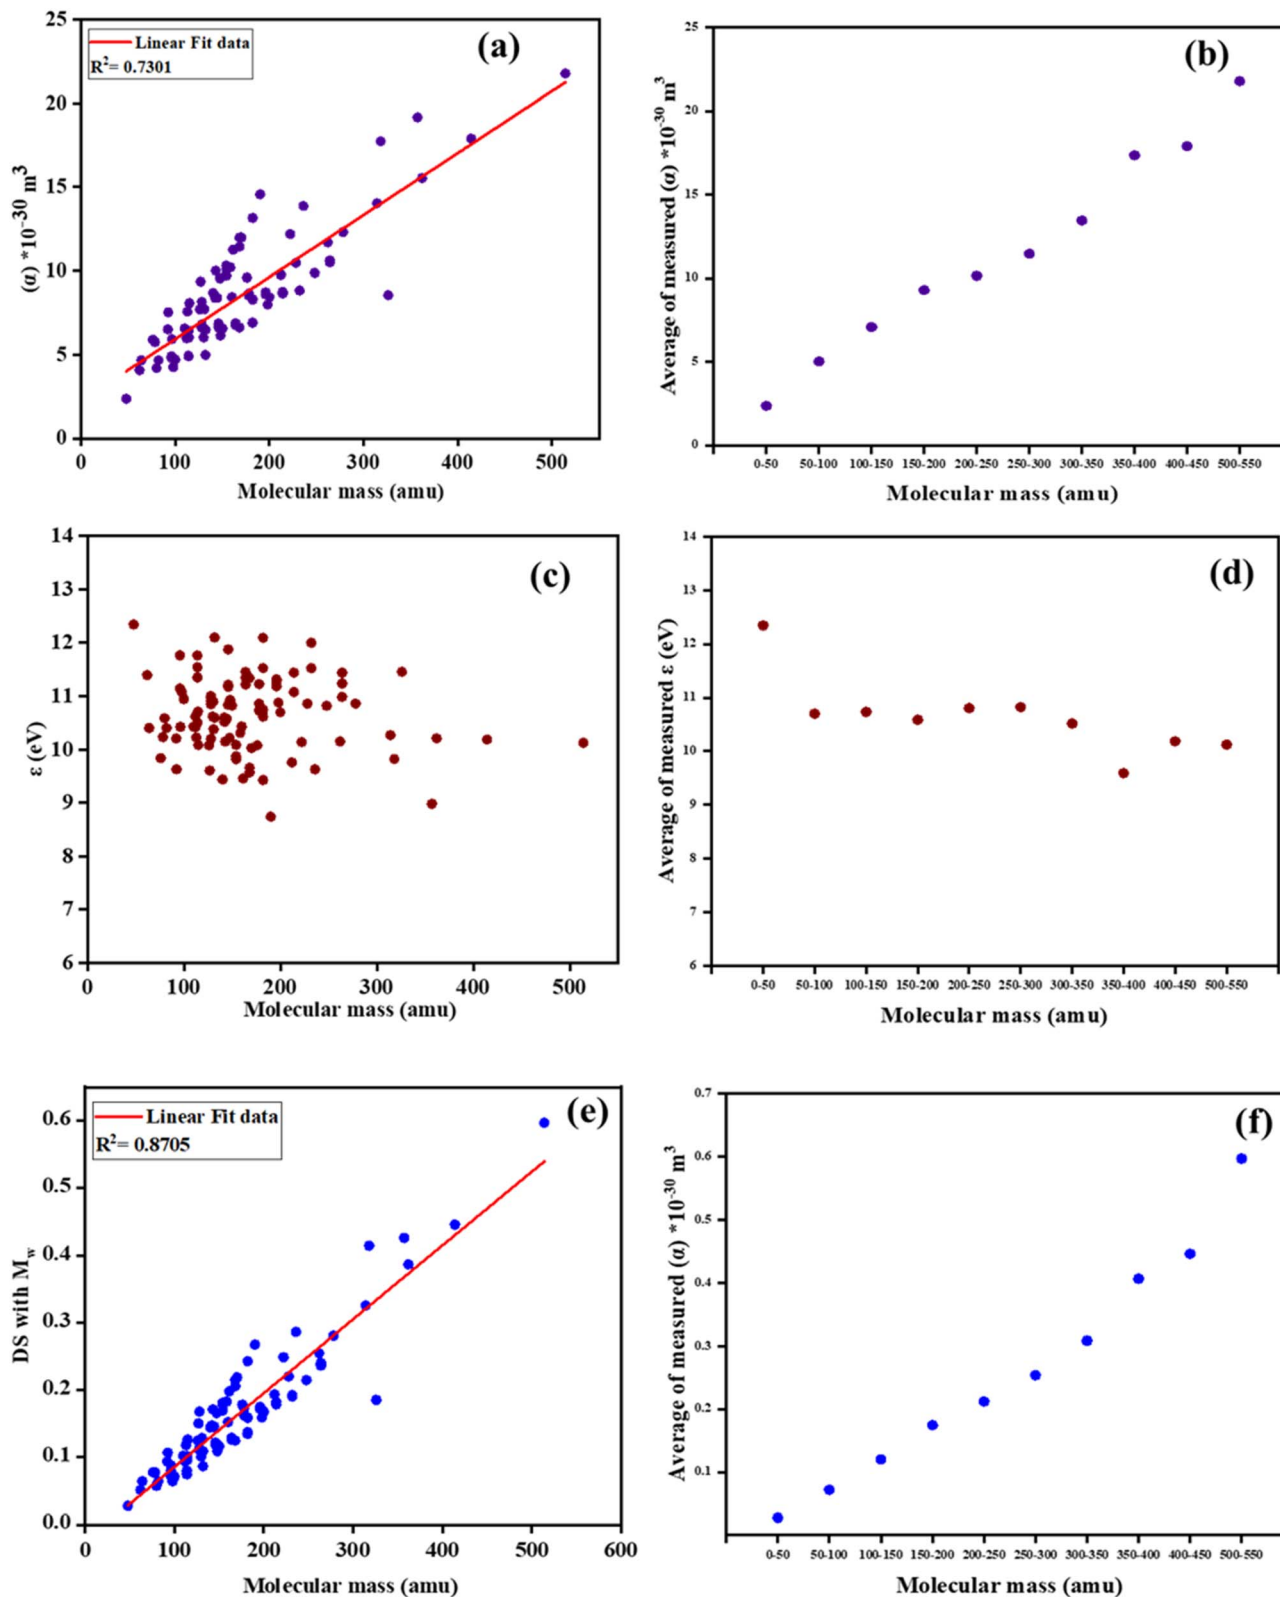 (a)
Linear Fit data
R²= 0.7301
25
20
15
10
5
0
(α) *10⁻³⁰ m³
0 100 200 300 400 500
Molecular mass (amu)
(b)
25
20
15
10
5
0
Average of measured (α) *10⁻³⁰ m³
0-50 50-100 100-150 150-200 200-250 250-300 300-350 350-400 400-450 500-550
Molecular mass (amu)
(c)
14
13
12
11
10
9
8
7
6
ε (eV)
0 100 200 300 400 500
Molecular mass (amu)
(d)
14
13
12
11
10
9
8
7
6
Average of measured ε (eV)
0-50 50-100 100-150 150-200 200-250 250-300 300-350 350-400 400-450 500-550
Molecular mass (amu)
(e)
Linear Fit data
R²= 0.8705
0.6
0.5
0.4
0.3
0.2
0.1
0.0
DS with Mw
0 100 200 300 400 500 600
Molecular mass (amu)
(f)
0.7
0.6
0.5
0.4
0.3
0.2
0.1
Average of measured (α) *10⁻³⁰ m³
0-50 50-100 100-150 150-200 200-250 250-300 300-350 350-400 400-450 500-550
Molecular mass (amu)